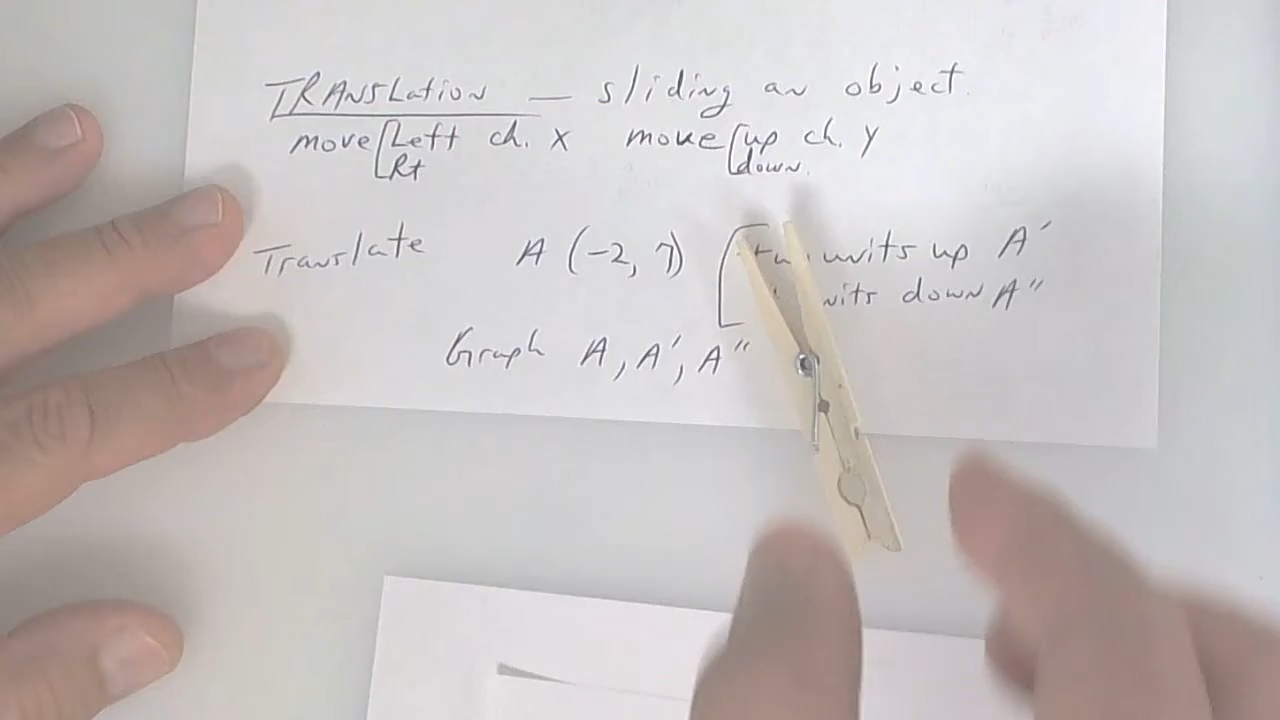 TRANSLation — sliding an object.
move [Left ch. x move [up ch. y
Rt down.
Translate A (-2, 7) units up A'
down A"
Graph A, A', A"